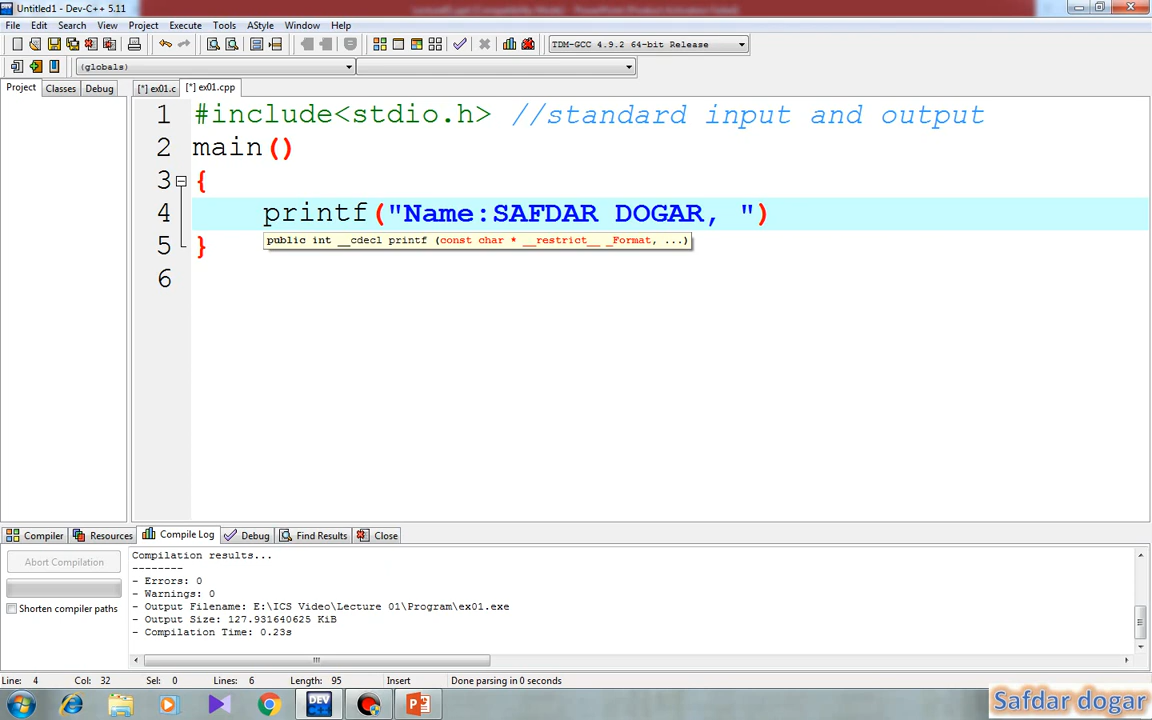 Untitled1 - Dev-C++ 5.11
File Edit Search View Project Execute Tools AStyle Window Help
TDM-GCC 4.9.2 64-bit Release
(globals)
Project Classes Debug [*] ex01.c [*] ex01.cpp
1 #include<stdio.h> //standard input and output
2 main()
3 {
4 printf("Name:SAFDAR DOGAR, ")
public int __cdecl printf (const char * __restrict__ _Format, ...)
5 }
6
Compiler Resources Compile Log Debug Find Results Close
Abort Compilation
Shorten compiler paths
Compilation results...
--------
- Errors: 0
- Warnings: 0
- Output Filename: E:\ICS Video\Lecture 01\Program\ex01.exe
- Output Size: 127.931640625 KiB
- Compilation Time: 0.23s
Line: 4 Col: 32 Sel: 0 Lines: 6 Length: 95 Insert Done parsing in 0 seconds
DEV
Safdar dogar